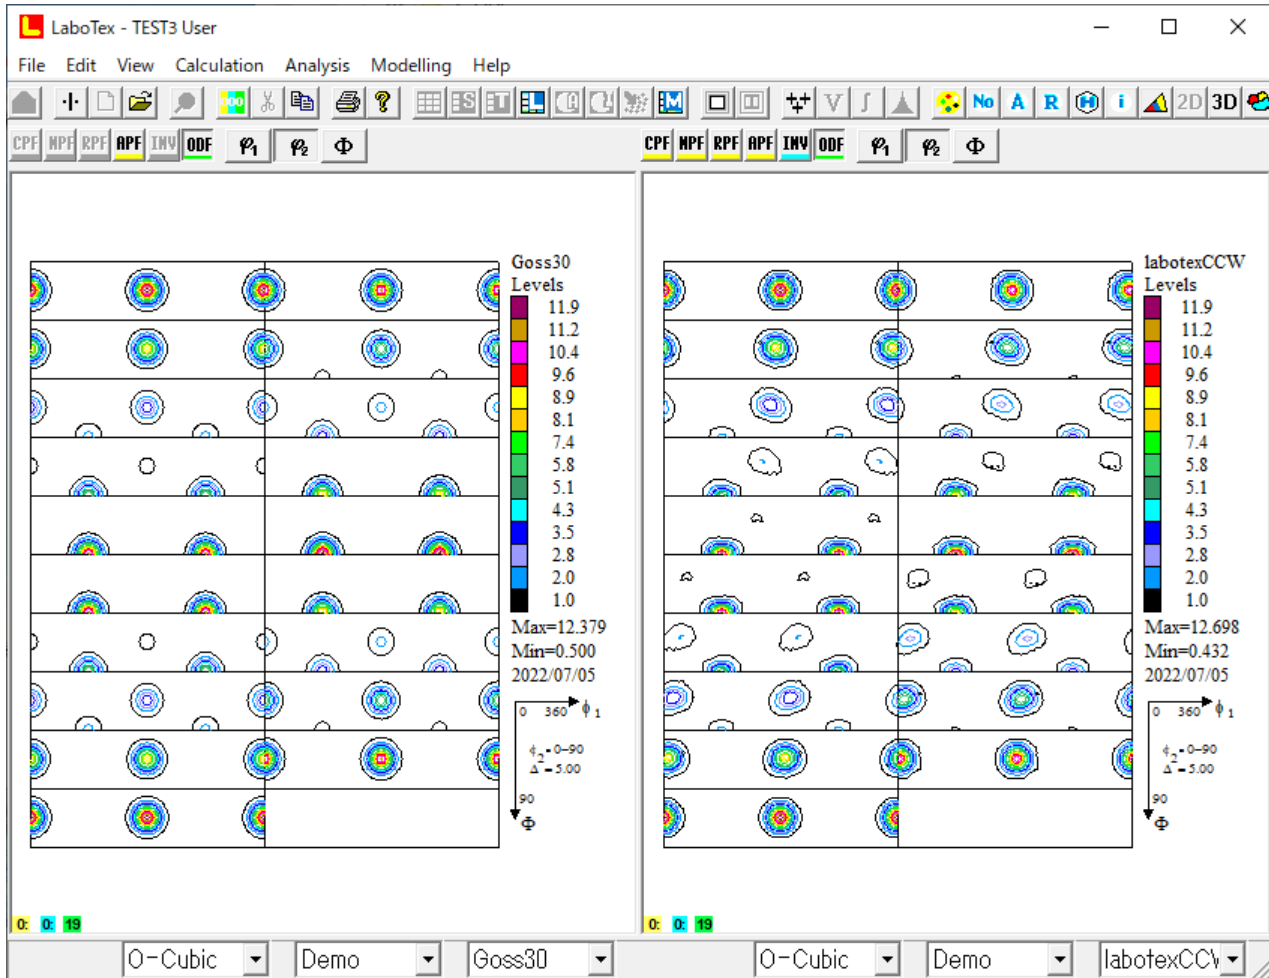 LaboTex - TEST3 User
File Edit View Calculation Analysis Modelling Help
No A R H i 2D 3D
CPF NPF RPF APF INV ODF φ1 φ2 Φ
CPF NPF RPF APF INV ODF φ1 φ2 Φ
Goss30
Levels
11.9
11.2
10.4
9.6
8.9
8.1
7.4
5.8
5.1
4.3
3.5
2.8
2.0
1.0
Max=12.379
Min=0.500
2022/07/05
0 360 ϕ1
ϕ2=0-90
Δ=5.00
90
Φ
labotexCCW
Levels
11.9
11.2
10.4
9.6
8.9
8.1
7.4
5.8
5.1
4.3
3.5
2.8
2.0
1.0
Max=12.698
Min=0.432
2022/07/05
0 360 ϕ1
ϕ2=0-90
Δ=5.00
90
Φ
0: 0: 19
0: 0: 19
O-Cubic Demo Goss30
O-Cubic Demo labotexCC